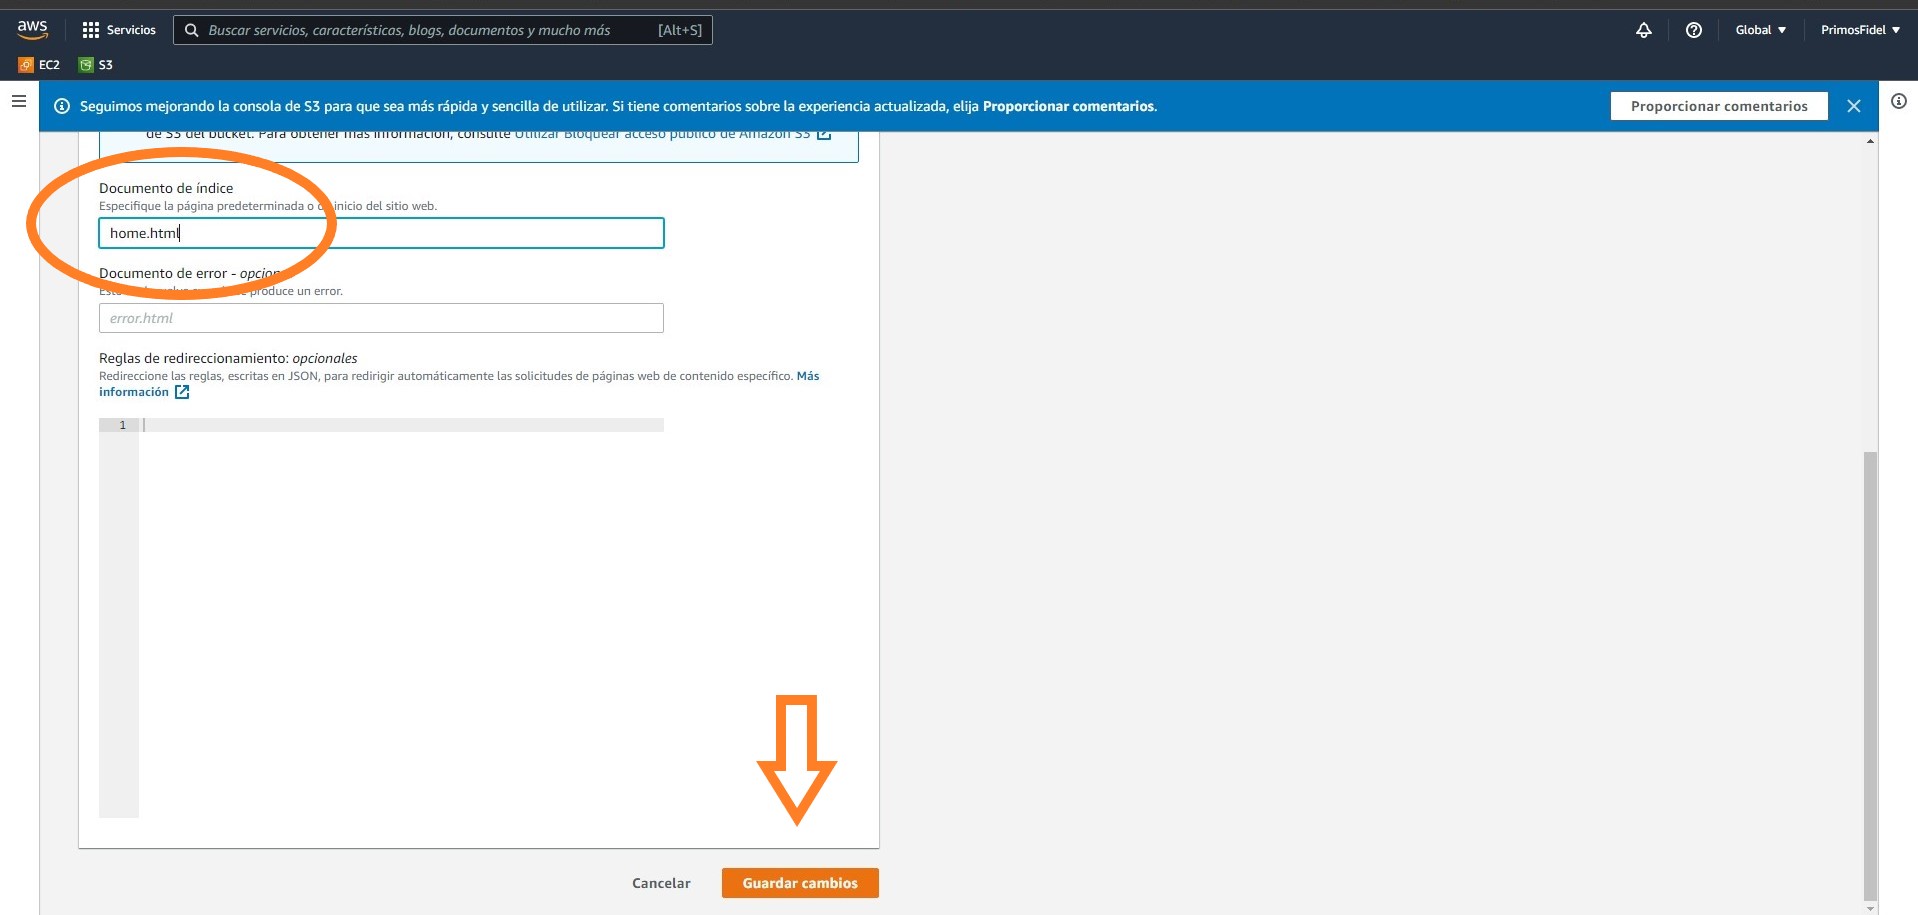 aws
Servicios
Buscar servicios, características, blogs, documentos y mucho más [Alt+S]
Global
PrimosFidel
EC2
S3
Seguimos mejorando la consola de S3 para que sea más rápida y sencilla de utilizar. Si tiene comentarios sobre la experiencia actualizada, elija Proporcionar comentarios.
Proporcionar comentarios
de S3 del bucket. Para obtener más información, consulte Utilizar Bloquear acceso público de Amazon S3
Documento de índice
Especifique la página predeterminada o inicio del sitio web.
home.html
Documento de error - opcion
produce un error.
error.html
Reglas de redireccionamiento: opcionales
Redireccione las reglas, escritas en JSON, para redirigir automáticamente las solicitudes de páginas web de contenido específico. Más
información
1
Cancelar
Guardar cambios